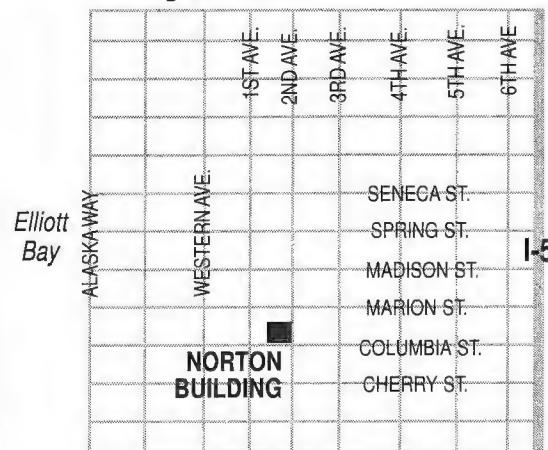 1ST AVE.
2ND AVE.
3RD AVE.
4TH AVE.
5TH AVE.
6TH AVE
ALASKA WAY
WESTERN AVE.
Elliott
Bay
SENECA ST.
SPRING ST.
I-5
MADISON ST.
MARION ST.
COLUMBIA ST.
CHERRY ST.
NORTON
BUILDING